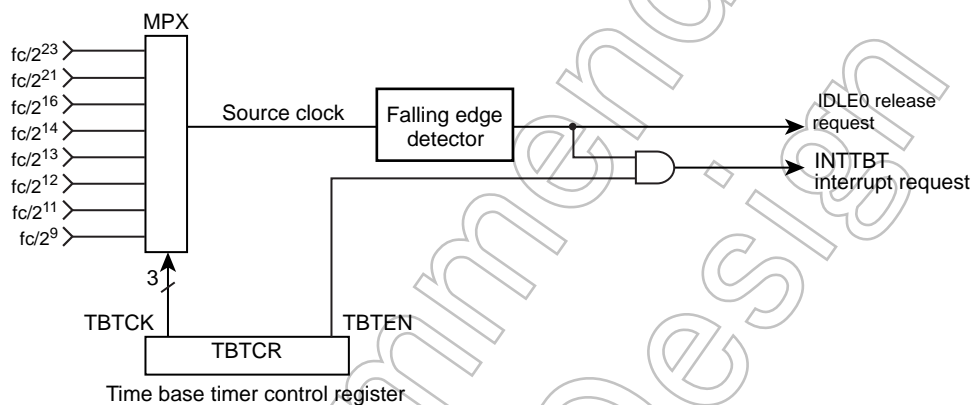 MPX
fc/2^23
fc/2^21
fc/2^16
fc/2^14
fc/2^13
fc/2^12
fc/2^11
fc/2^9
Source clock
Falling edge
detector
IDLE0 release
request
INTTBT
interrupt request
3
TBTCK
TBTEN
TBTCR
Time base timer control register
mmen
Design